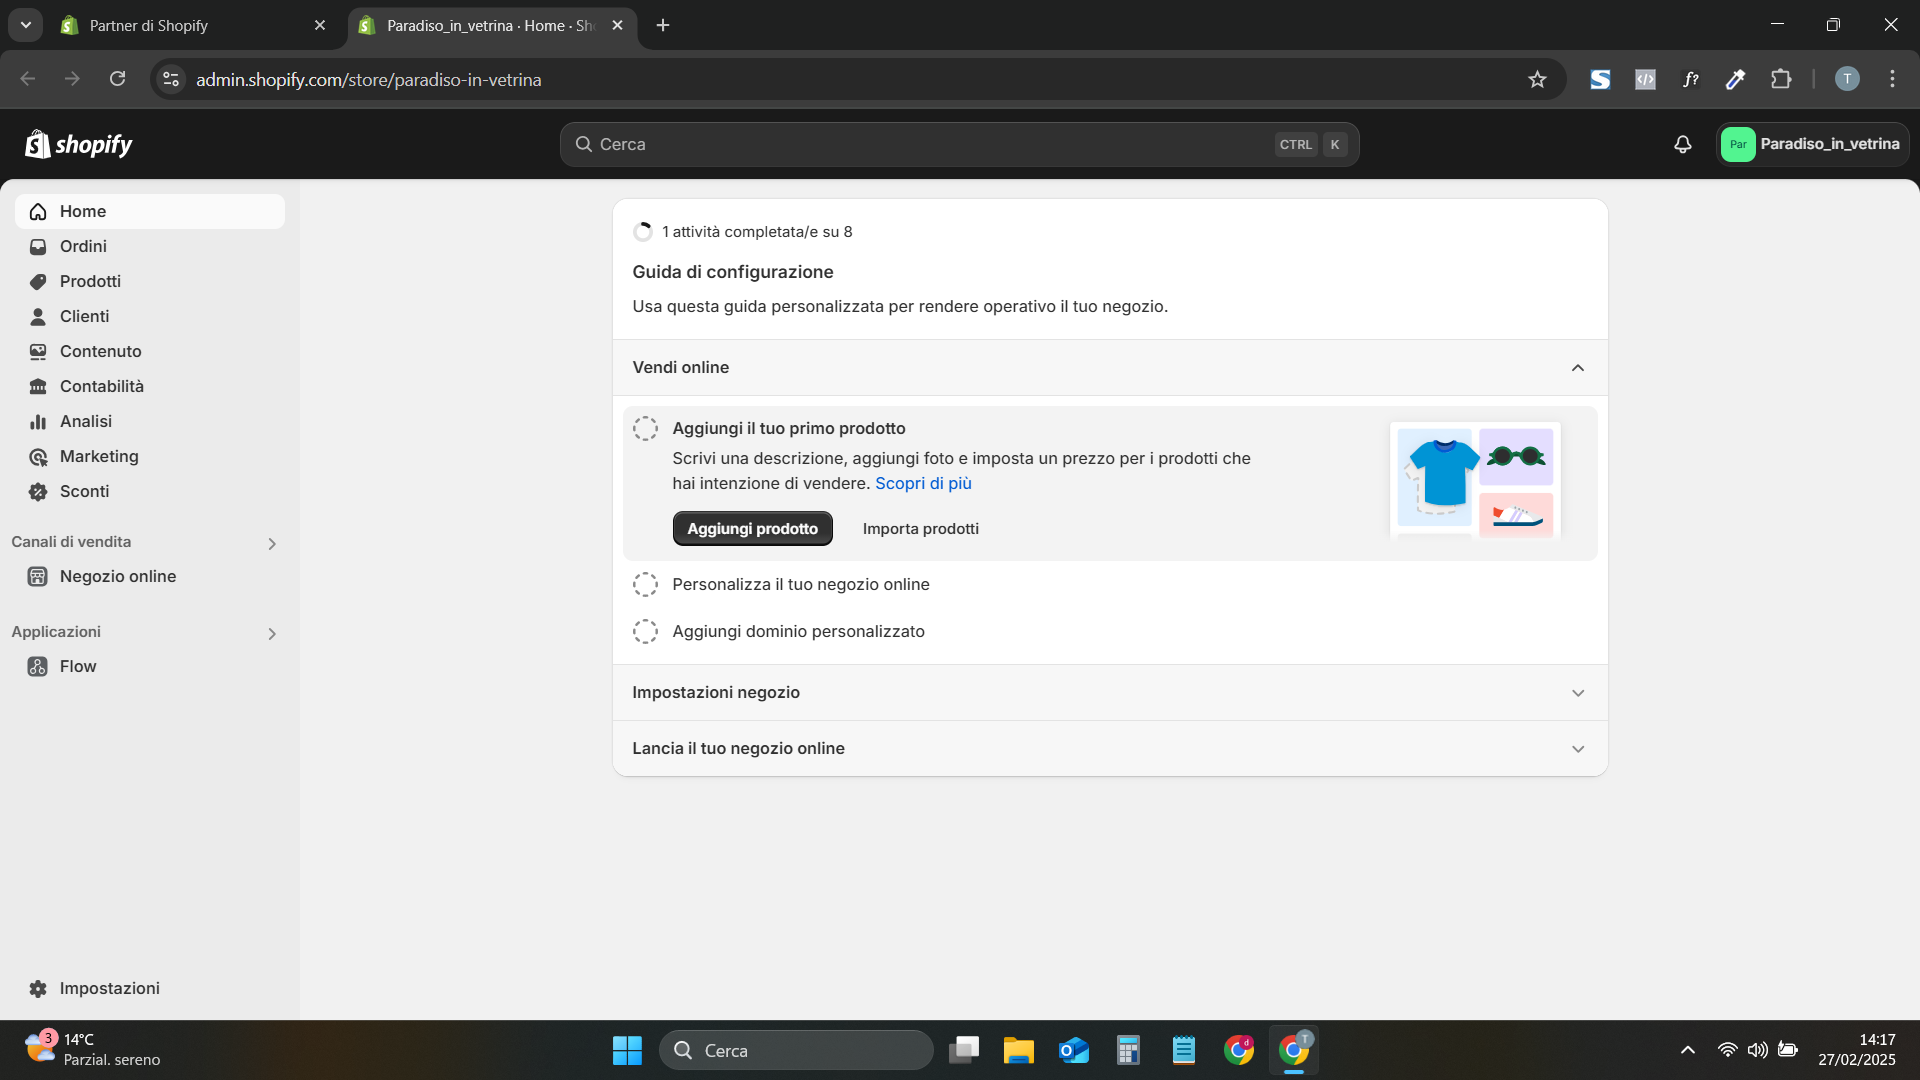 Partner di Shopify
Paradiso_in_vetrina · Home · Sh
admin.shopify.com/store/paradiso-in-vetrina
f?
T
shopify
Cerca
CTRL K
Par
Paradiso_in_vetrina
Home
Ordini
Prodotti
Clienti
Contenuto
Contabilità
Analisi
Marketing
Sconti
Canali di vendita
Negozio online
Applicazioni
Flow
Impostazioni
1 attività completata/e su 8
Guida di configurazione
Usa questa guida personalizzata per rendere operativo il tuo negozio.
Vendi online
Aggiungi il tuo primo prodotto
Scrivi una descrizione, aggiungi foto e imposta un prezzo per i prodotti che
hai intenzione di vendere. Scopri di più
Aggiungi prodotto
Importa prodotti
Personalizza il tuo negozio online
Aggiungi dominio personalizzato
Impostazioni negozio
Lancia il tuo negozio online
3
14°C
Parzial. sereno
Cerca
d
T
14:17
27/02/2025